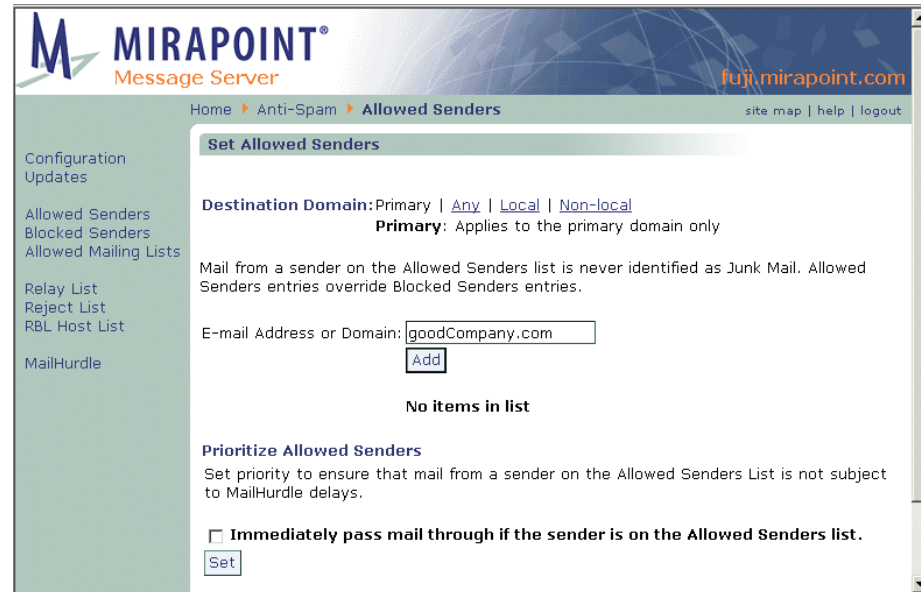 MIRAPOINT®
Message Server
fuji.mirapoint.com
Home Anti-Spam Allowed Senders
site map | help | logout
Configuration
Updates
Allowed Senders
Blocked Senders
Allowed Mailing Lists
Relay List
Reject List
RBL Host List
MailHurdle
Set Allowed Senders
Destination Domain: Primary | Any | Local | Non-local
Primary: Applies to the primary domain only
Mail from a sender on the Allowed Senders list is never identified as Junk Mail. Allowed
Senders entries override Blocked Senders entries.
E-mail Address or Domain: goodCompany.com
Add
No items in list
Prioritize Allowed Senders
Set priority to ensure that mail from a sender on the Allowed Senders List is not subject
to MailHurdle delays.
Immediately pass mail through if the sender is on the Allowed Senders list.
Set